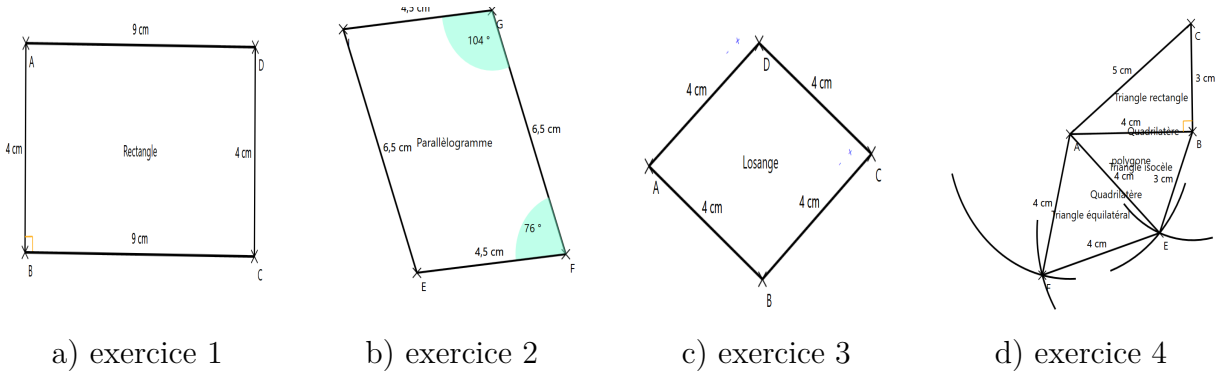 9 cm
A
D
4 cm
Rectangle
4 cm
9 cm
B
C
4,5 cm
G
104 °
6,5 cm
6,5 cm
Parallèlogramme
76 °
4,5 cm
F
E
D
4 cm
4 cm
Losange
A
C
4 cm
4 cm
B
C
5 cm
3 cm
Triangle rectangle
4 cm
Quadrilatère
A
B
polygone
Triangle isocèle
4 cm
3 cm
Quadrilatère
4 cm
Triangle équilatéral
4 cm
E
F
a) exercice 1
b) exercice 2
c) exercice 3
d) exercice 4